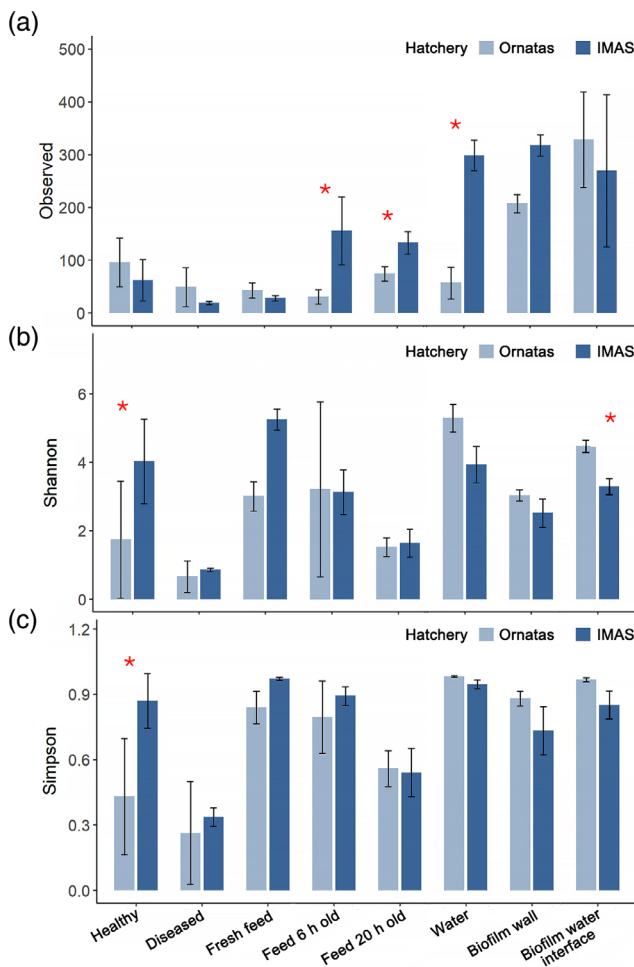 (a)
500
400
300
200
100
0
Observed
Hatchery Ornatas IMAS
*
*
*
(b)
6
4
2
0
Shannon
Hatchery Ornatas IMAS
*
*
(c)
1.2
0.9
0.6
0.3
0.0
Simpson
Hatchery Ornatas IMAS
*
Healthy
Diseased
Fresh feed
Feed 6 h old
Feed 20 h old
Water
Biofilm wall
Biofilm water
interface